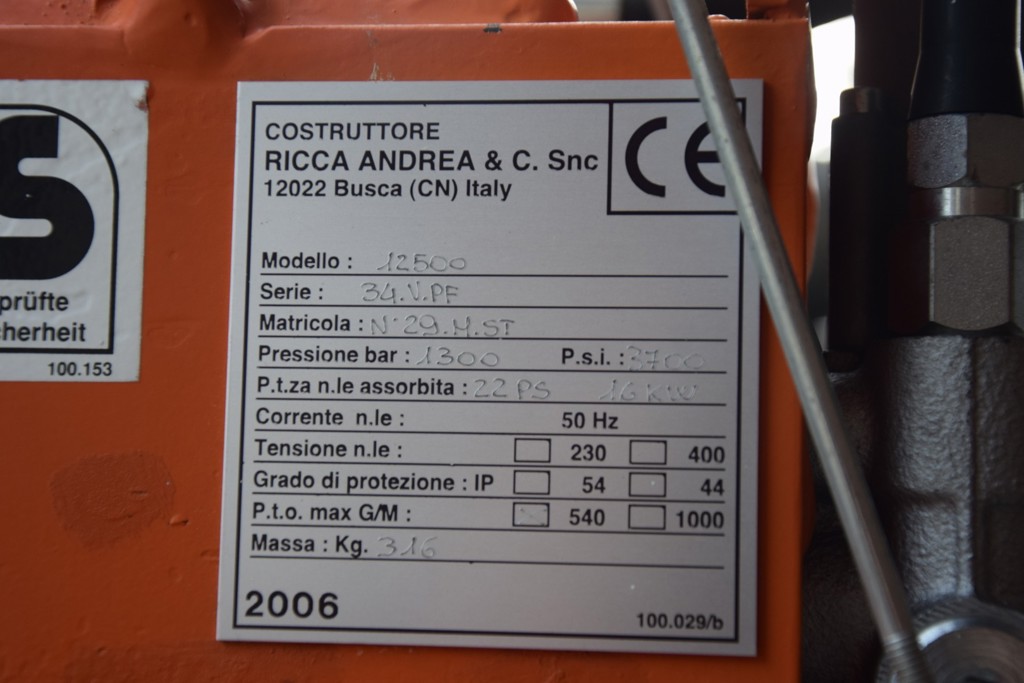 COSTRUTTORE
RICCA ANDREA & C. Snc
12022 Busca (CN) Italy
CE
Modello : 12500
Serie : 34.V.PF
Matricola : N°29.M.ST
Pressione bar : 1300 P.s.i. : 3700
P.t.za n.le assorbita : 22 PS 16 KW
Corrente n.le : 50 Hz
Tensione n.le : 230 400
Grado di protezione : IP 54 44
P.t.o. max G/M : 540 1000
Massa : Kg. 316
2006 100.029/b
S
prüfte
cherheit
100.153